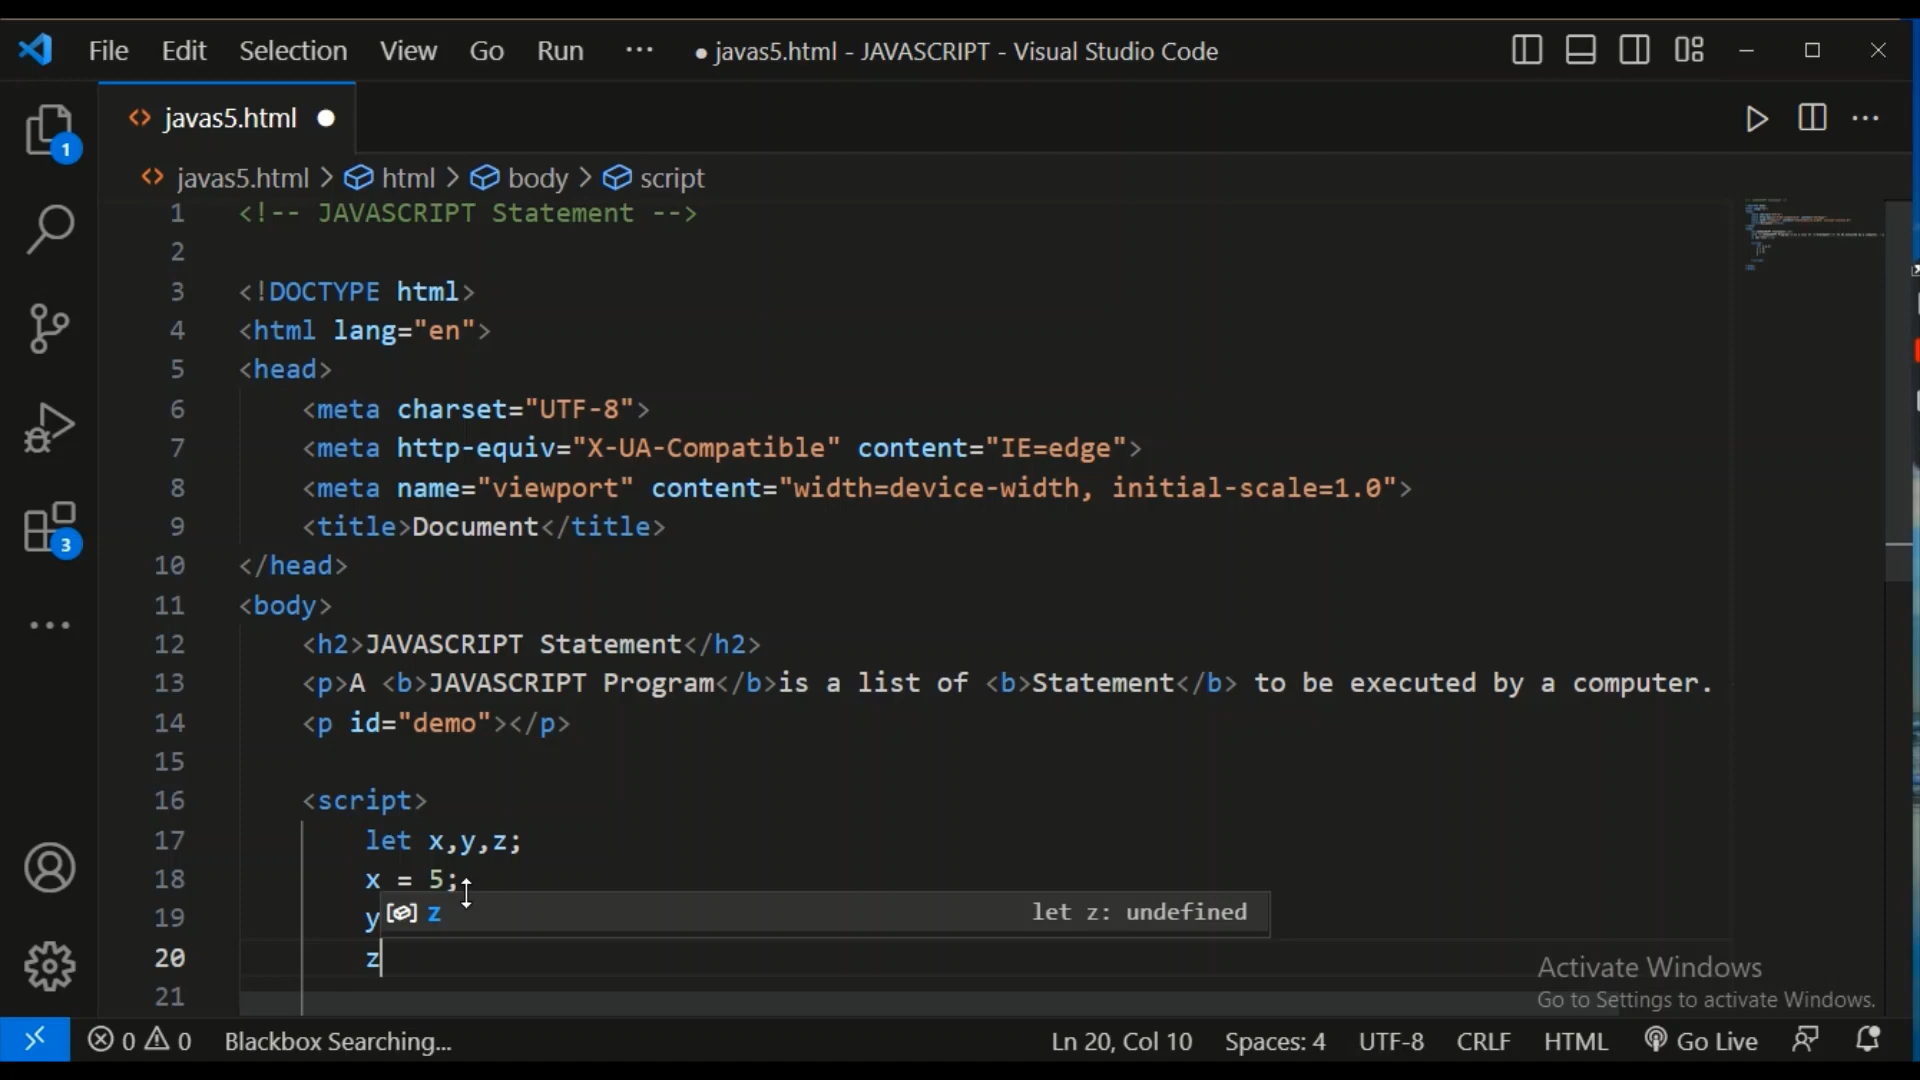 File Edit Selection View Go Run ··· ● javas5.html - JAVASCRIPT - Visual Studio Code
javas5.html
1
javas5.html > html > body > script
1 <!-- JAVASCRIPT Statement -->
2
3 <!DOCTYPE html>
4 <html lang="en">
5 <head>
6 <meta charset="UTF-8">
7 <meta http-equiv="X-UA-Compatible" content="IE=edge">
8 <meta name="viewport" content="width=device-width, initial-scale=1.0">
9 <title>Document</title>
10 </head>
11 <body>
12 <h2>JAVASCRIPT Statement</h2>
13 <p>A <b>JAVASCRIPT Program</b>is a list of <b>Statement</b> to be executed by a computer.
14 <p id="demo"></p>
15
16 <script>
17 let x,y,z;
18 x = 5;
19 y
z let z: undefined
20 z
21
3
Activate Windows
Go to Settings to activate Windows.
0 0 Blackbox Searching... Ln 20, Col 10 Spaces: 4 UTF-8 CRLF HTML Go Live